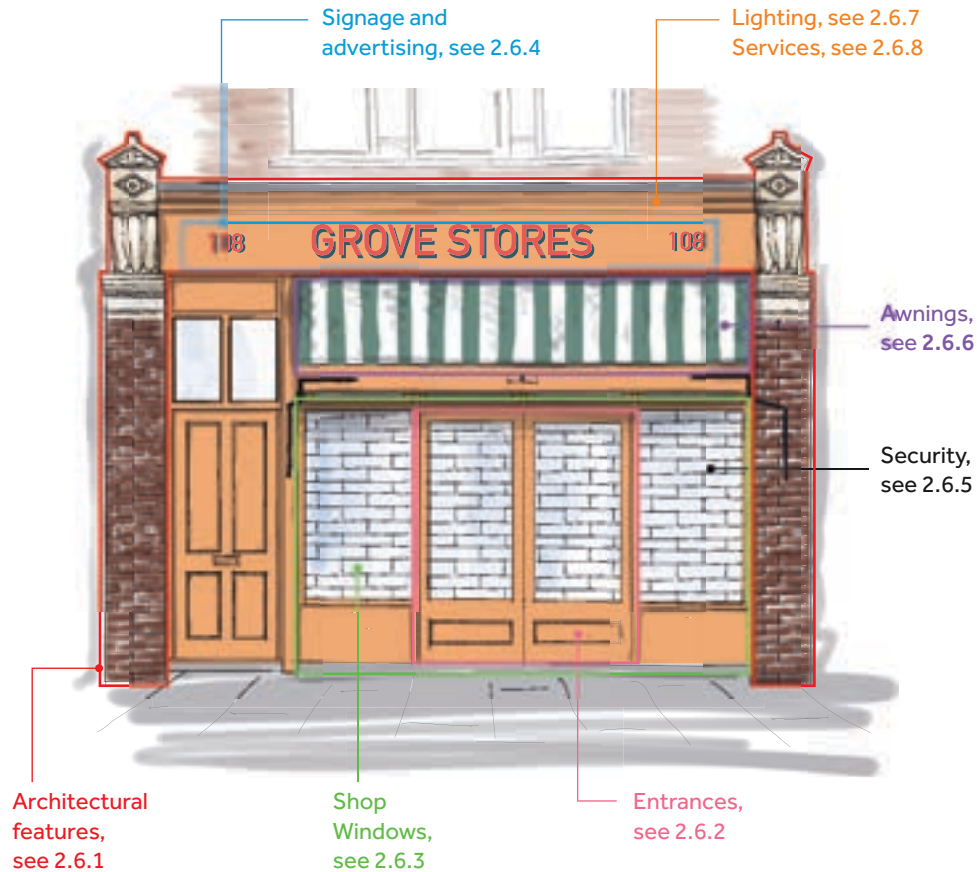 Signage and
advertising, see 2.6.4
Lighting, see 2.6.7
Services, see 2.6.8
108 GROVE STORES 108
Awnings,
see 2.6.6
Security,
see 2.6.5
Architectural
features,
see 2.6.1
Shop
Windows,
see 2.6.3
Entrances,
see 2.6.2